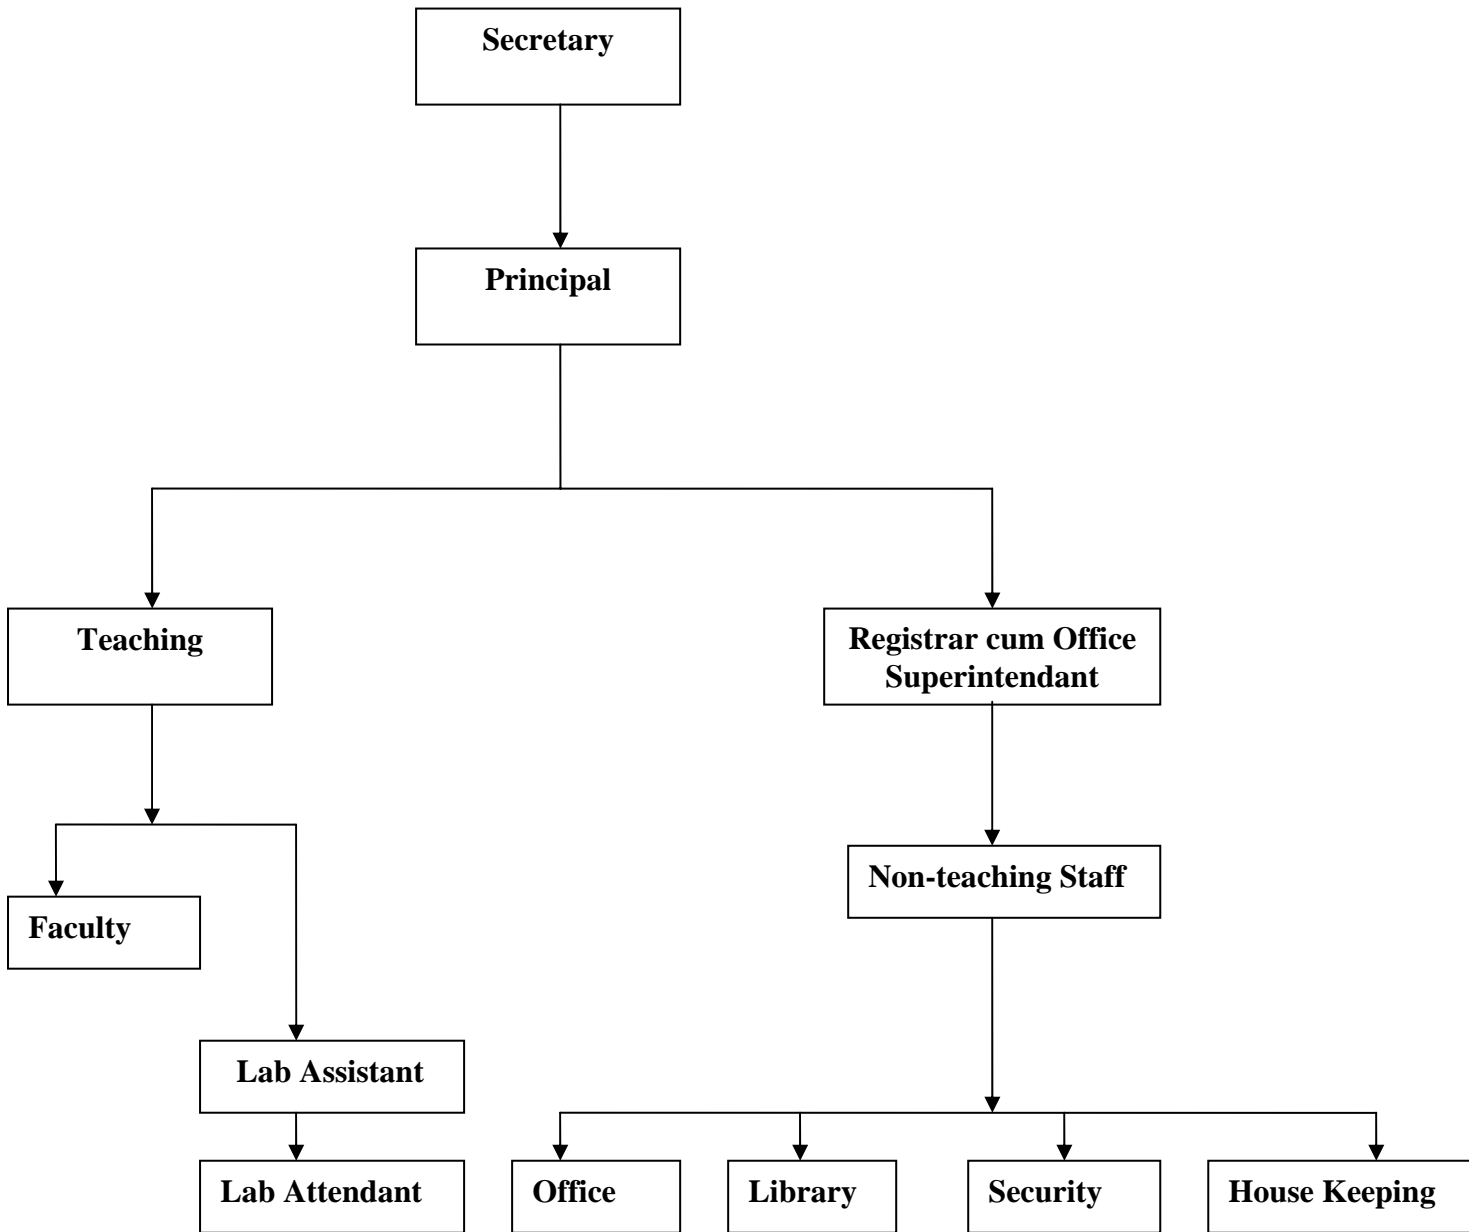 Secretary
Principal
Teaching
Registrar cum Office
Superintendant
Non-teaching Staff
Faculty
Lab Assistant
Lab Attendant
Office
Library
Security
House Keeping